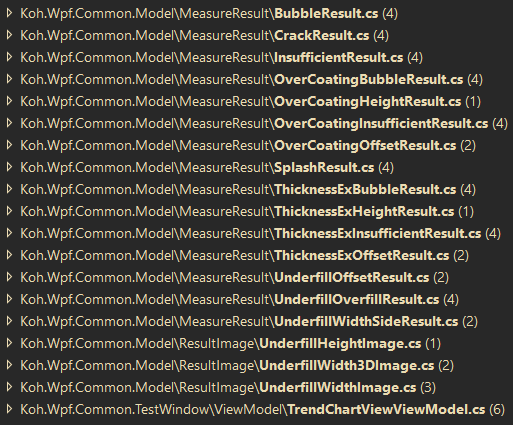 Koh.Wpf.Common.Model\MeasureResult\BubbleResult.cs (4)
Koh.Wpf.Common.Model\MeasureResult\CrackResult.cs (4)
Koh.Wpf.Common.Model\MeasureResult\InsufficientResult.cs (4)
Koh.Wpf.Common.Model\MeasureResult\OverCoatingBubbleResult.cs (4)
Koh.Wpf.Common.Model\MeasureResult\OverCoatingHeightResult.cs (1)
Koh.Wpf.Common.Model\MeasureResult\OverCoatingInsufficientResult.cs (4)
Koh.Wpf.Common.Model\MeasureResult\OverCoatingOffsetResult.cs (2)
Koh.Wpf.Common.Model\MeasureResult\SplashResult.cs (4)
Koh.Wpf.Common.Model\MeasureResult\ThicknessExBubbleResult.cs (4)
Koh.Wpf.Common.Model\MeasureResult\ThicknessExHeightResult.cs (1)
Koh.Wpf.Common.Model\MeasureResult\ThicknessExInsufficientResult.cs (4)
Koh.Wpf.Common.Model\MeasureResult\ThicknessExOffsetResult.cs (2)
Koh.Wpf.Common.Model\MeasureResult\UnderfillOffsetResult.cs (2)
Koh.Wpf.Common.Model\MeasureResult\UnderfillOverfillResult.cs (4)
Koh.Wpf.Common.Model\MeasureResult\UnderfillWidthSideResult.cs (2)
Koh.Wpf.Common.Model\ResultImage\UnderfillHeightImage.cs (1)
Koh.Wpf.Common.Model\ResultImage\UnderfillWidth3DImage.cs (2)
Koh.Wpf.Common.Model\ResultImage\UnderfillWidthImage.cs (3)
Koh.Wpf.Common.TestWindow\ViewModel\TrendChartViewViewModel.cs (6)